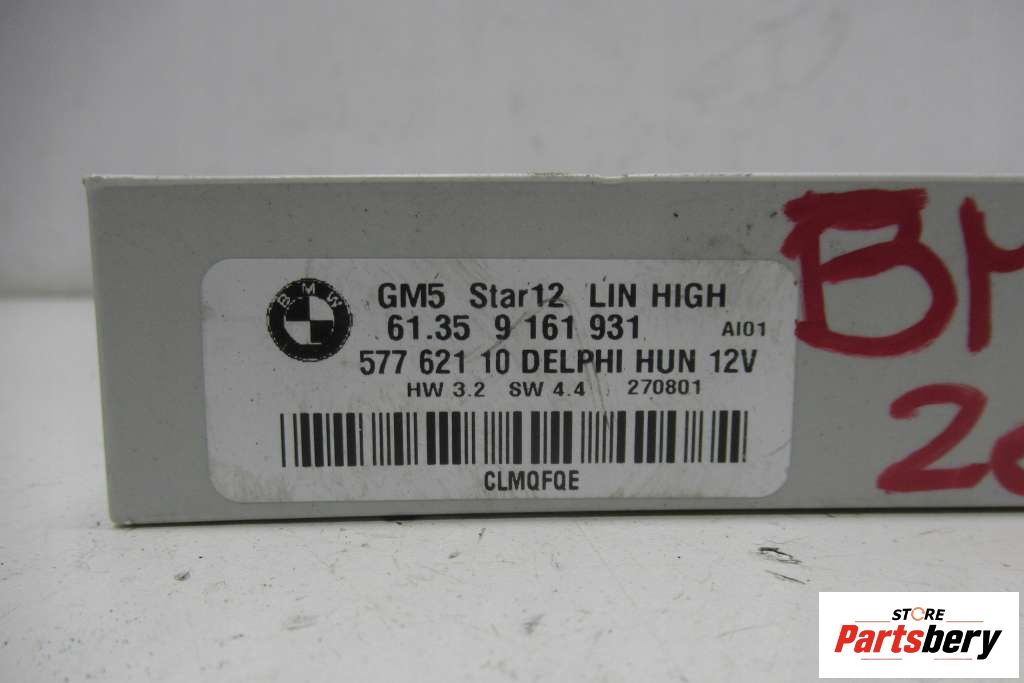 BMW
GM5 Star12 LIN HIGH
61.35 9 161 931 AI01
577 621 10 DELPHI HUN 12V
HW 3.2 SW 4.4 270801
CLMQFQE
STORE
Partsbery